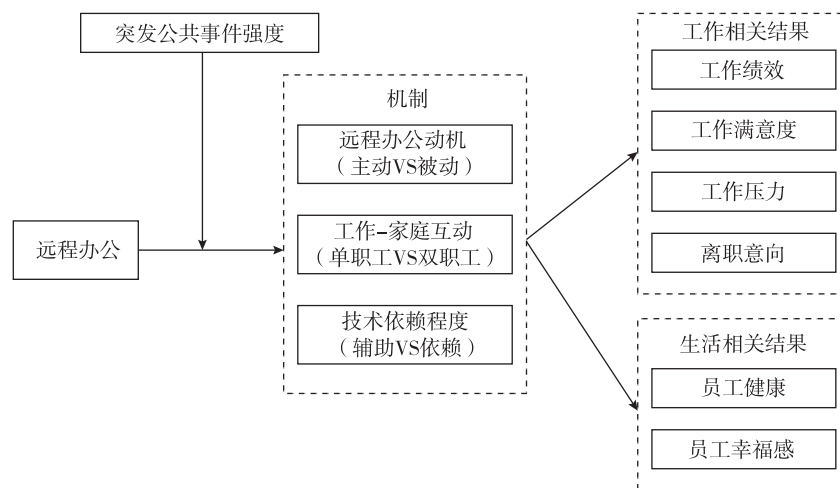 突发公共事件强度
远程办公
机制
远程办公动机
（主动VS被动）
工作-家庭互动
（单职工VS双职工）
技术依赖程度
（辅助VS依赖）
工作相关结果
工作绩效
工作满意度
工作压力
离职意向
生活相关结果
员工健康
员工幸福感